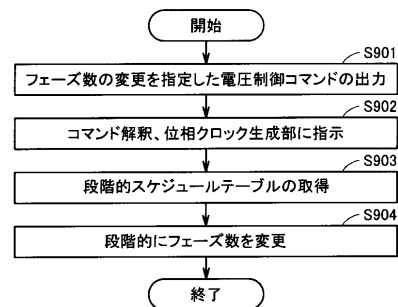 開始
S901
フェーズ数の変更を指定した電圧制御コマンドの出力
S902
コマンド解釈、位相クロック生成部に指示
S903
段階的スケジュールテーブルの取得
S904
段階的にフェーズ数を変更
終了